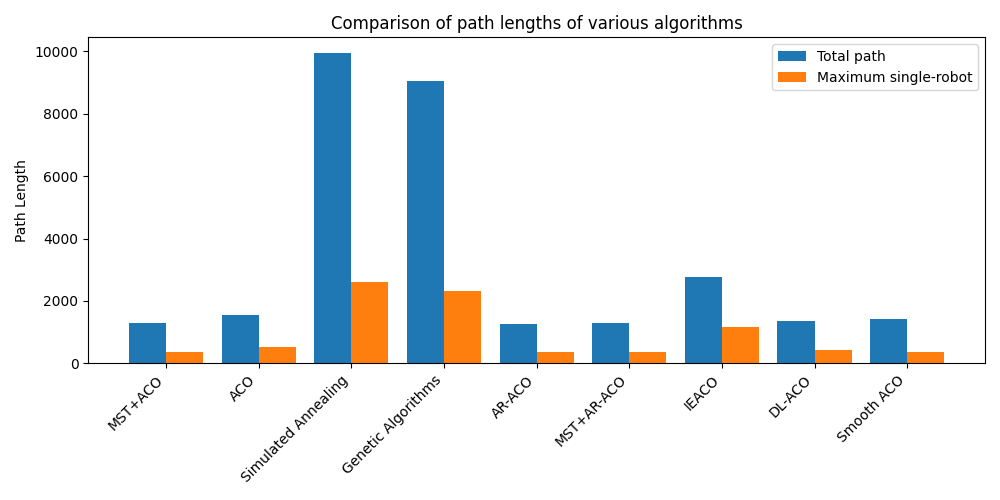 Comparison of path lengths of various algorithms
Total path
Maximum single-robot
Path Length
10000
8000
6000
4000
2000
0
MST+ACO
ACO
Simulated Annealing
Genetic Algorithms
AR-ACO
MST+AR-ACO
IEACO
DL-ACO
Smooth ACO